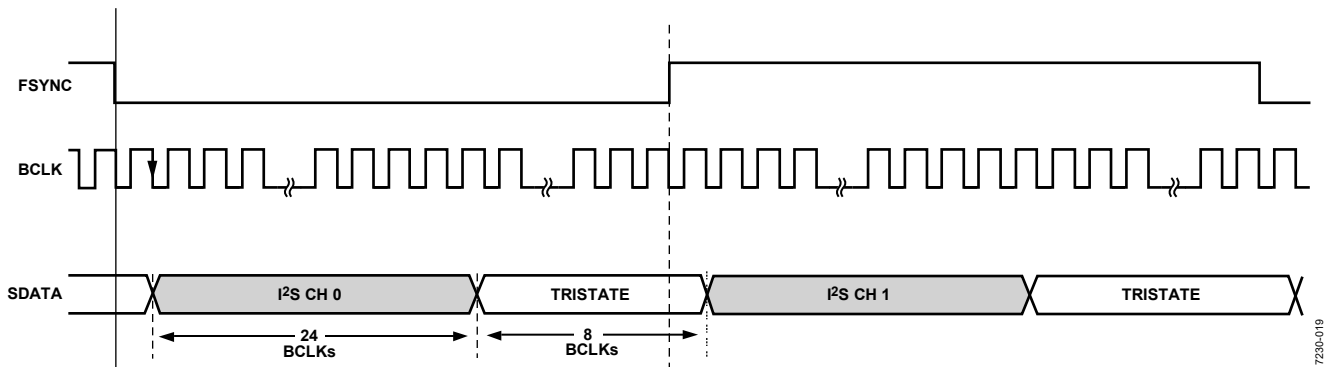 FSYNC
BCLK
SDATA
I²S CH 0
TRISTATE
I²S CH 1
TRISTATE
24
BCLKs
8
BCLKs
7230-019